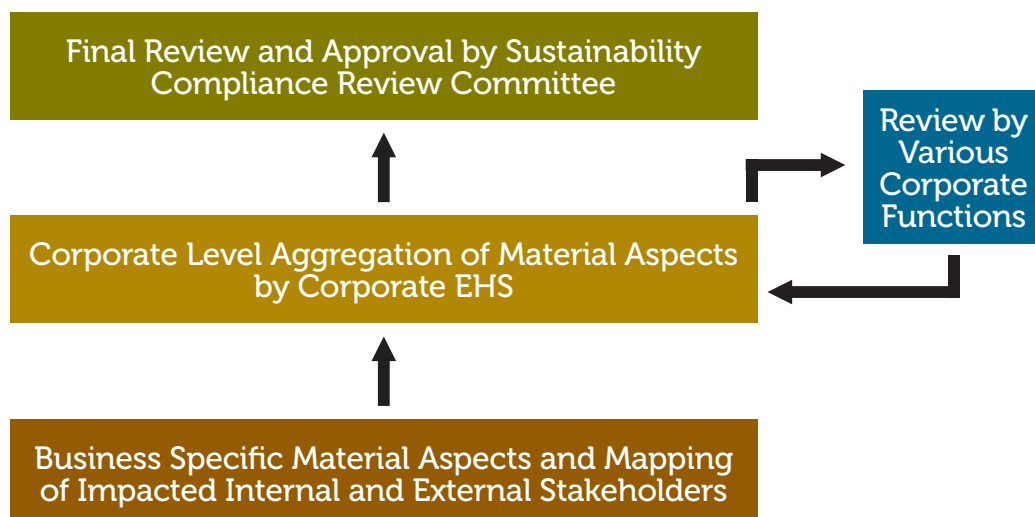 Final Review and Approval by Sustainability
Compliance Review Committee
Review by
Various
Corporate
Functions
Corporate Level Aggregation of Material Aspects
by Corporate EHS
Business Specific Material Aspects and Mapping
of Impacted Internal and External Stakeholders